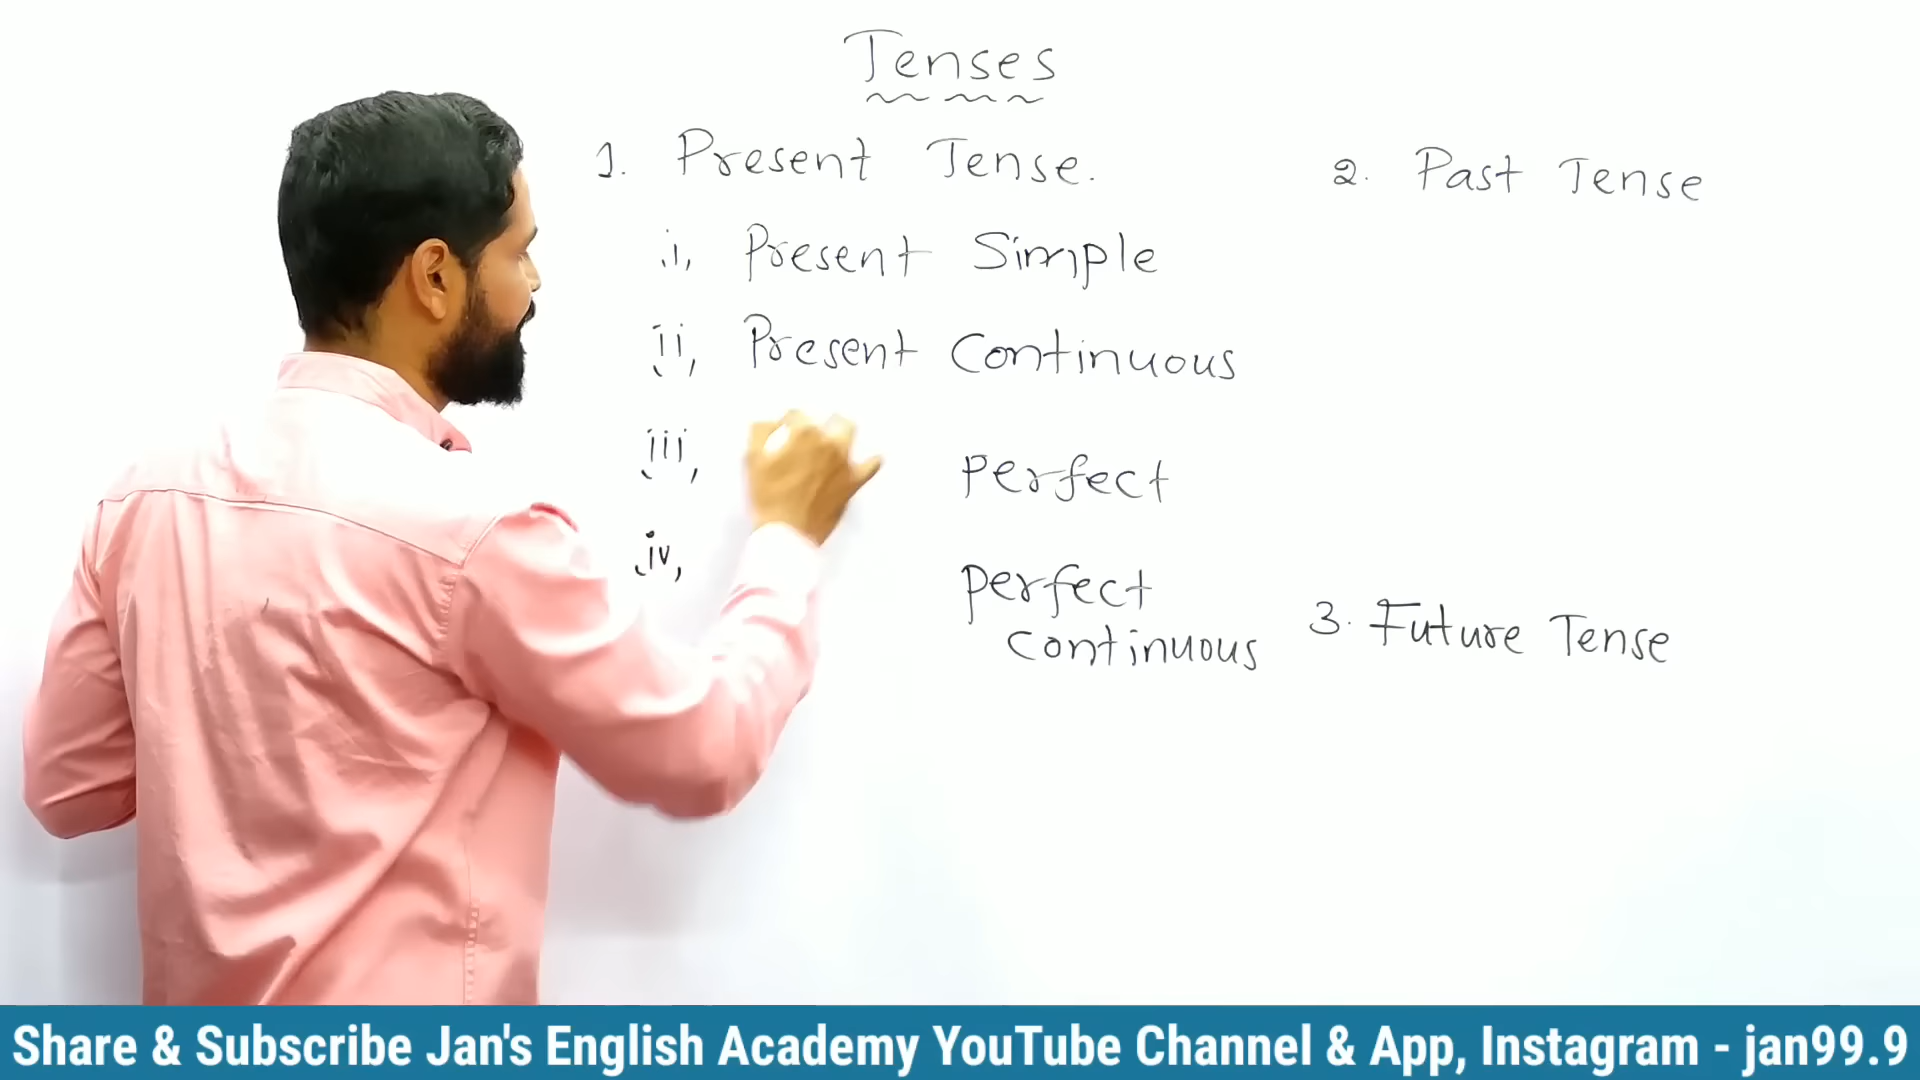 Tenses
1. Present Tense.
i, Present Simple
ii, Present Continuous
iii, Perfect
iv, Perfect
Continuous
2. Past Tense
3. Future Tense
Share & Subscribe Jan's English Academy YouTube Channel & App, Instagram - jan99.9